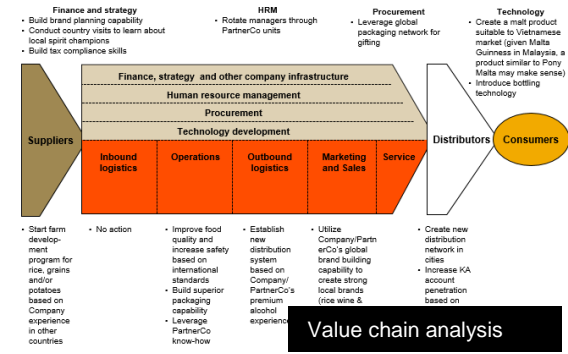 Finance and strategy
• Build brand planning capability
• Conduct country visits to learn about
local spirit champions
• Build tax compliance skills
HRM
• Rotate managers through
PartnerCo units
Procurement
• Leverage global
packaging network for
gifting
Technology
• Create a malt product
suitable to Vietnamese
market (given Malta
Guinness in Malaysia, a
product similar to Pony
Malta may make sense)
• Introduce bottling
technology
Suppliers
Finance, strategy and other company infrastructure
Human resource management
Procurement
Technology development
Inbound
logistics
Operations
Outbound
logistics
Marketing
and Sales
Service
Distributors
Consumers
• Start farm
develop-
ment
program for
rice, grains
and/or
potatoes
based on
Company
experience
in other
countries
• No action
• Improve food
quality and
increase safety
based on
international
standards
• Build superior
packaging
capability
• Leverage
PartnerCo
know-how
• Establish
new
distribution
system
based on
Company/
PartnerCo's
premium
alcohol
experience
• Utilize
Company/Partn
erCo's global
brand building
capability to
create strong
local brands
(rice wine &
• Create new
distribution
network in
cities
• Increase KA
account
penetration
based on
Value chain analysis